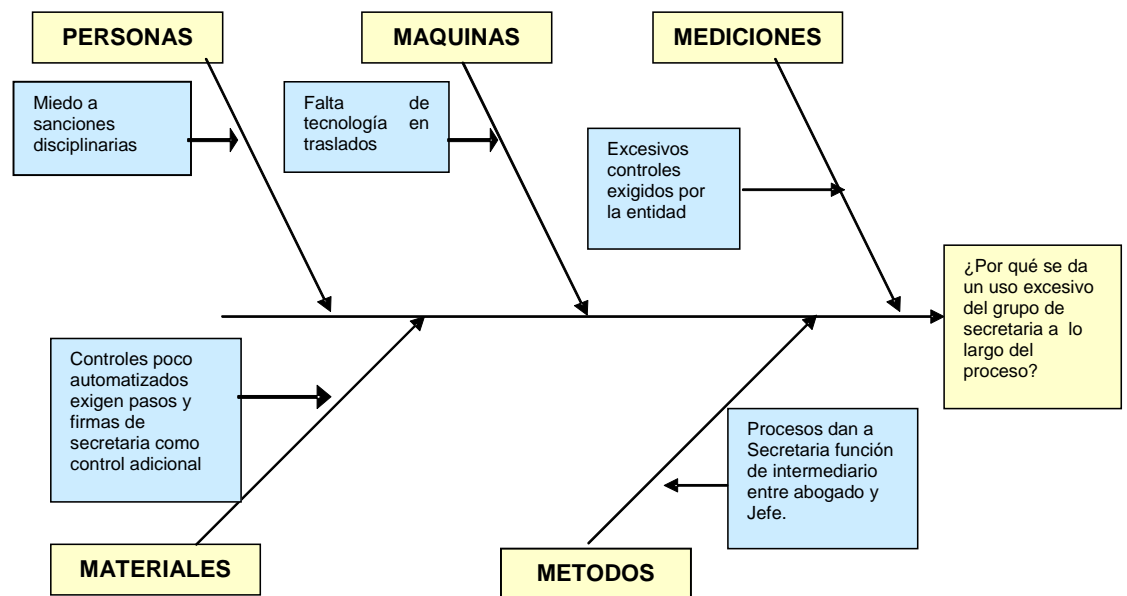 PERSONAS
MAQUINAS
MEDICIONES
Miedo a
sanciones
disciplinarias
Falta de
tecnología en
traslados
Excesivos
controles
exigidos por
la entidad
¿Por qué se da
un uso excesivo
del grupo de
secretaria a lo
largo del
proceso?
Controles poco
automatizados
exigen pasos y
firmas de
secretaria como
control adicional
Procesos dan a
Secretaria función
de intermediario
entre abogado y
Jefe.
MATERIALES
METODOS